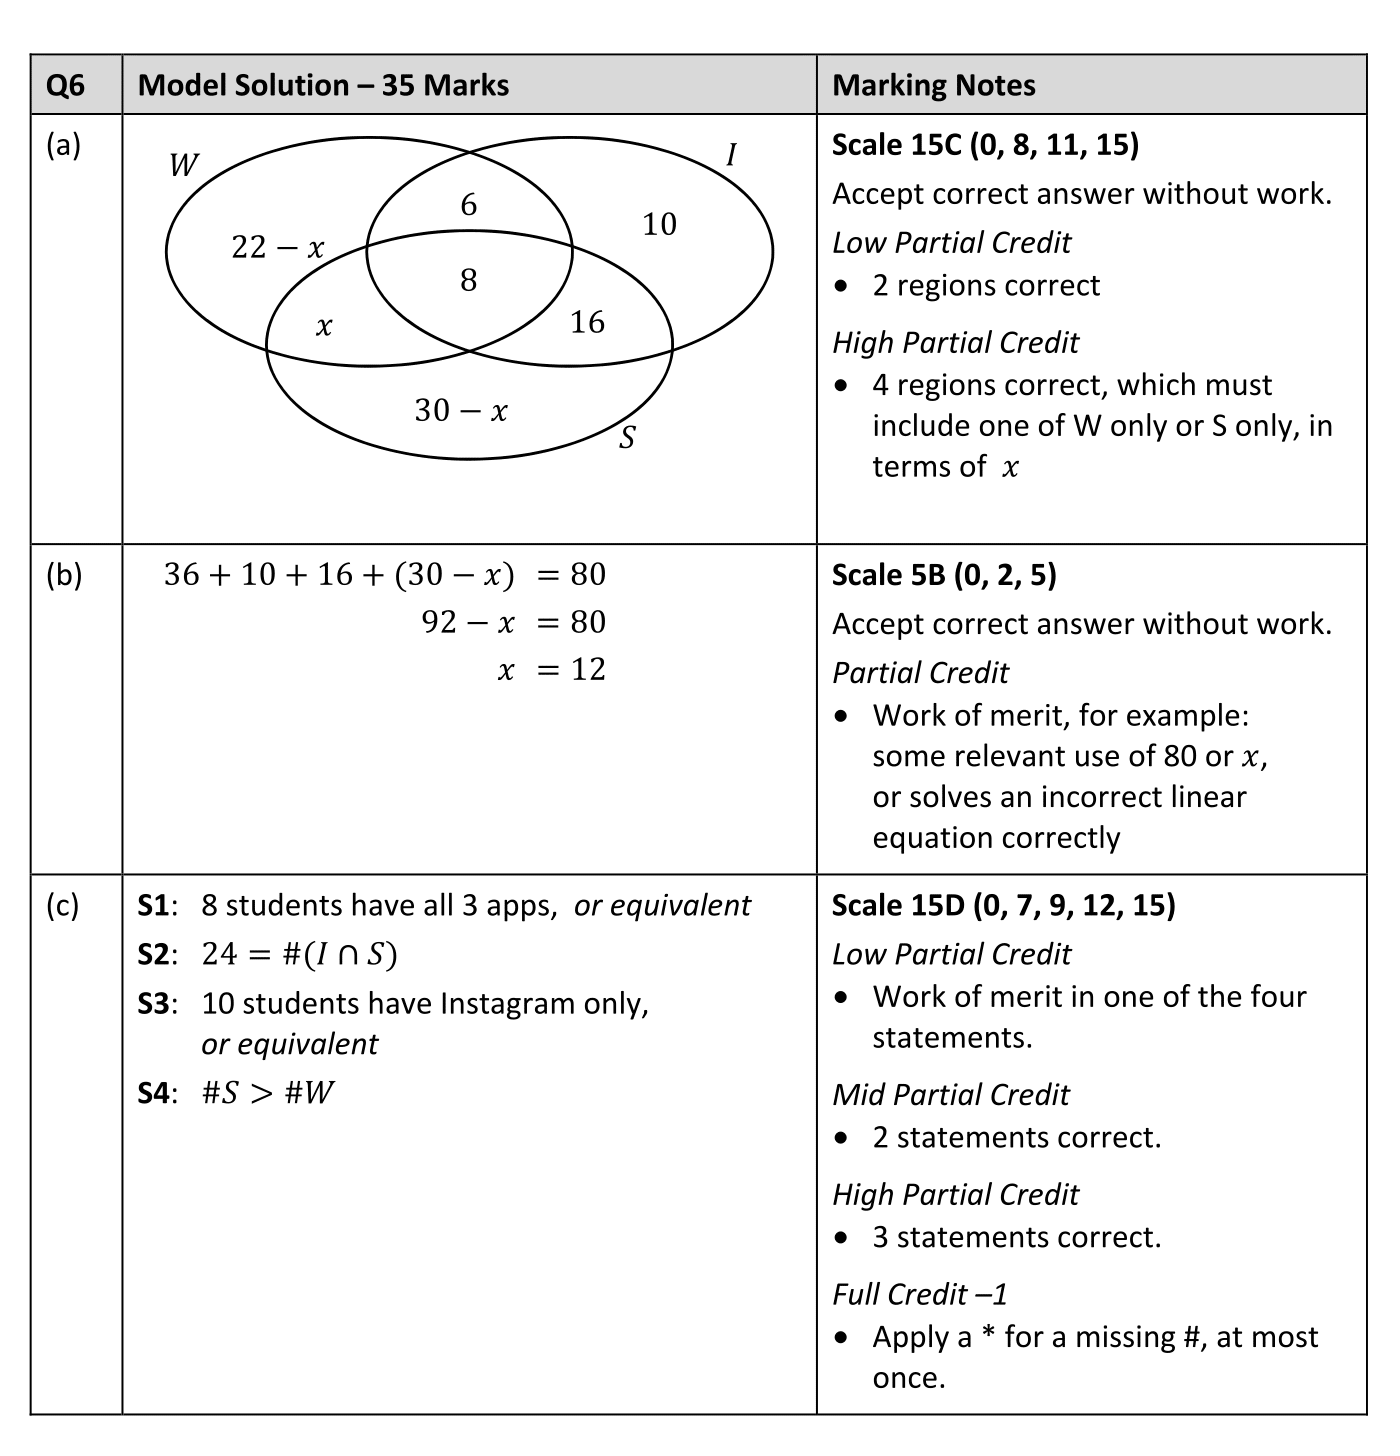 Q6 Model Solution – 35 Marks Marking Notes
(a)
W
I
6
10
22 − x
8
x
16
30 − x
S
Scale 15C (0, 8, 11, 15)
Accept correct answer without work.
Low Partial Credit
• 2 regions correct
High Partial Credit
• 4 regions correct, which must
include one of W only or S only, in
terms of x
(b)
36 + 10 + 16 + (30 − x) = 80
92 − x = 80
x = 12
Scale 5B (0, 2, 5)
Accept correct answer without work.
Partial Credit
• Work of merit, for example:
some relevant use of 80 or x,
or solves an incorrect linear
equation correctly
(c)
S1: 8 students have all 3 apps, or equivalent
S2: 24 = #(I ∩ S)
S3: 10 students have Instagram only,
or equivalent
S4: #S > #W
Scale 15D (0, 7, 9, 12, 15)
Low Partial Credit
• Work of merit in one of the four
statements.
Mid Partial Credit
• 2 statements correct.
High Partial Credit
• 3 statements correct.
Full Credit –1
• Apply a * for a missing #, at most
once.